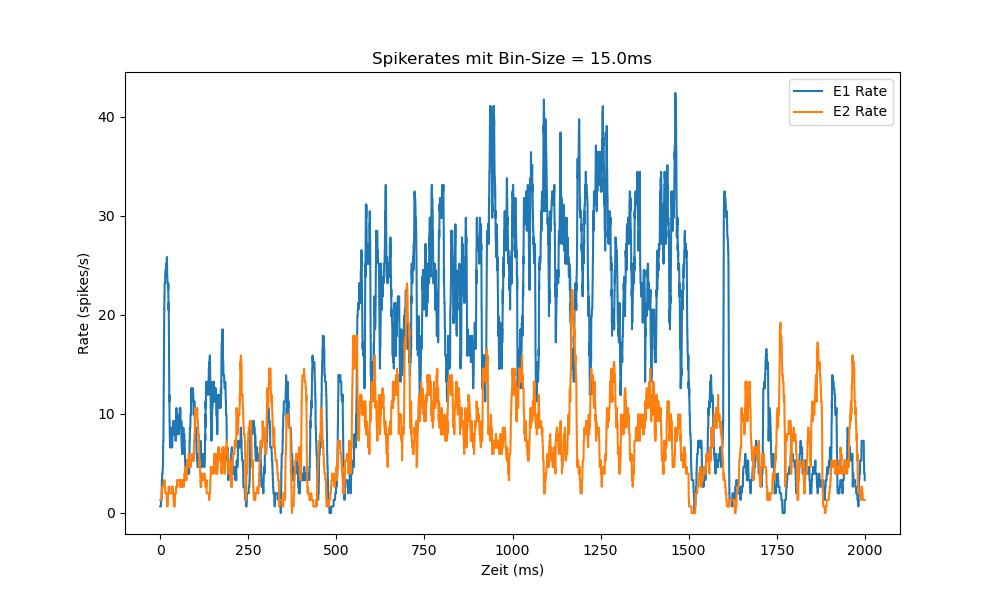 Spikerates mit Bin-Size = 15.0ms
E1 Rate
E2 Rate
40
30
20
10
0
Rate (spikes/s)
0 250 500 750 1000 1250 1500 1750 2000
Zeit (ms)